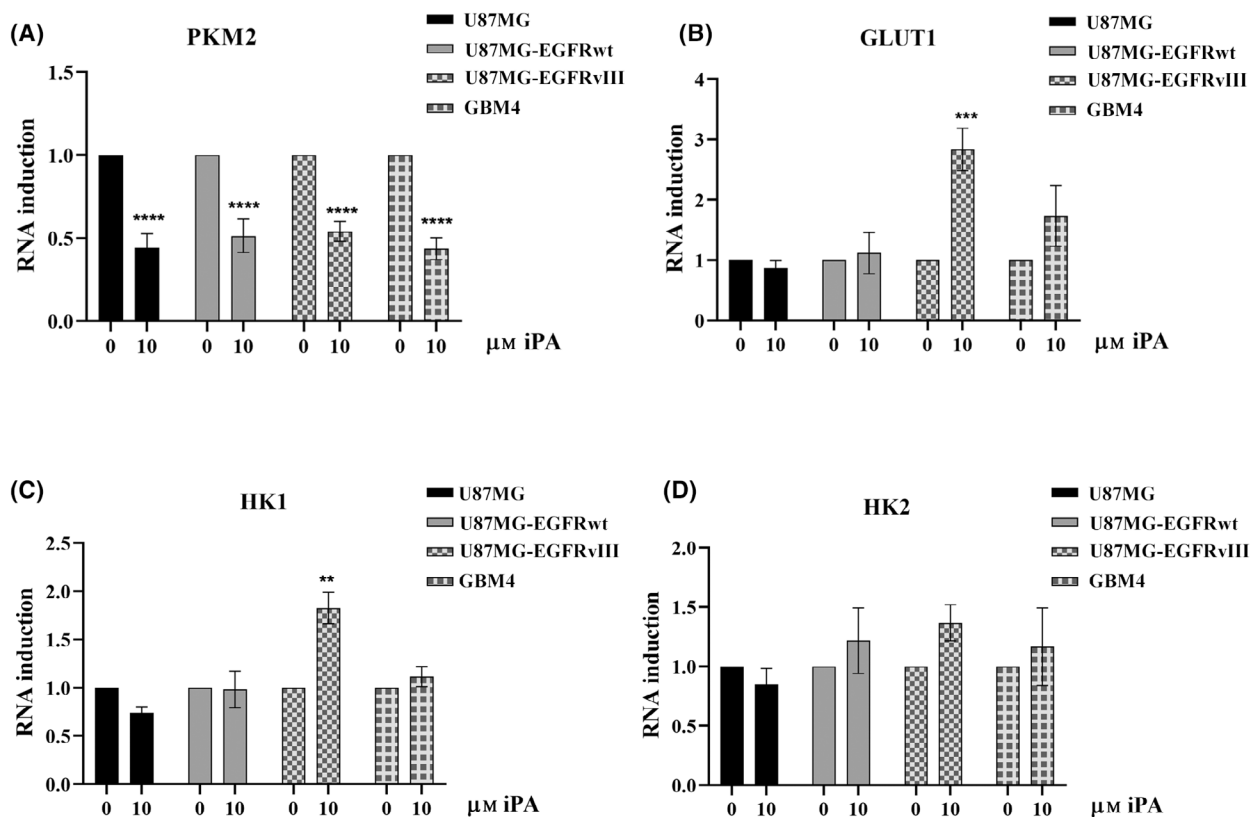 (A)
PKM2
U87MG
U87MG-EGFRwt
U87MG-EGFRvIII
GBM4
RNA induction
1.5
1.0
0.5
0.0
****
****
****
****
0 10 0 10 0 10 0 10 μM iPA
(B)
GLUT1
U87MG
U87MG-EGFRwt
U87MG-EGFRvIII
GBM4
RNA induction
4
3
2
1
0
***
0 10 0 10 0 10 0 10 μM iPA
(C)
HK1
U87MG
U87MG-EGFRwt
U87MG-EGFRvIII
GBM4
RNA induction
2.5
2.0
1.5
1.0
0.5
0.0
**
0 10 0 10 0 10 0 10 μM iPA
(D)
HK2
U87MG
U87MG-EGFRwt
U87MG-EGFRvIII
GBM4
RNA induction
2.0
1.5
1.0
0.5
0.0
0 10 0 10 0 10 0 10 μM iPA